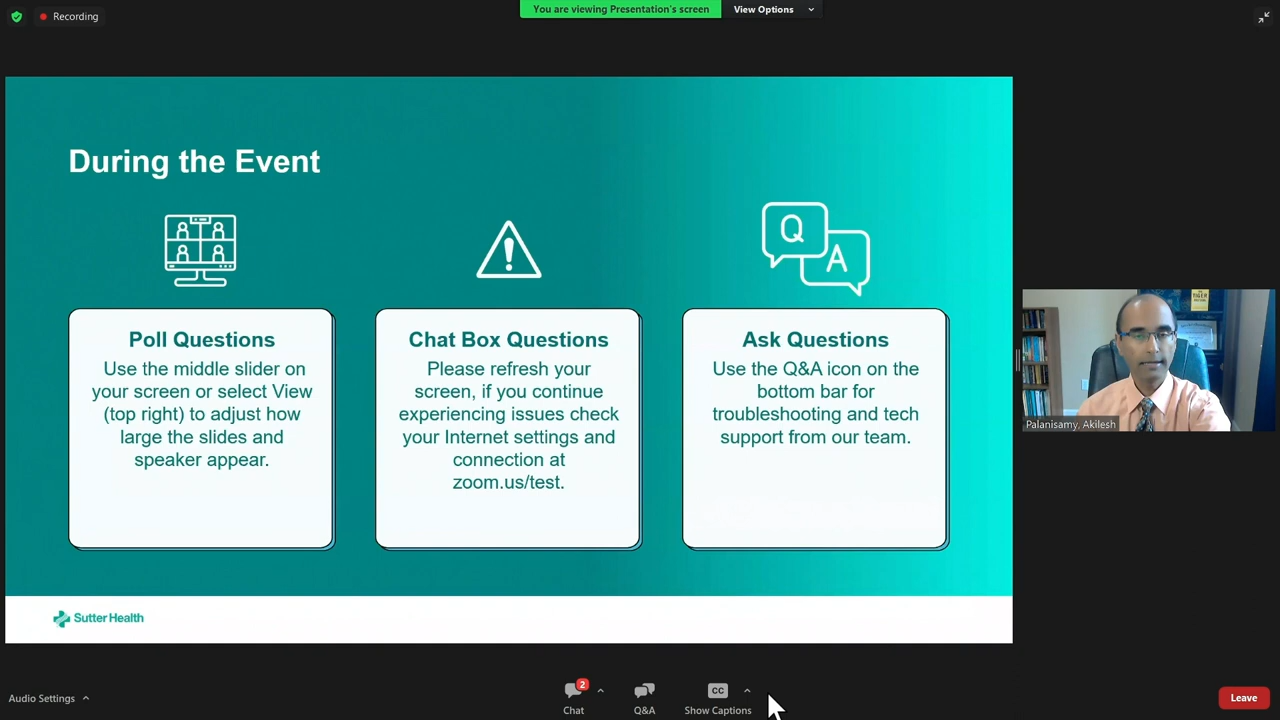 Recording
You are viewing Presentation's screen
View Options
During the Event
Q
A
Poll Questions
Use the middle slider on
your screen or select View
(top right) to adjust how
large the slides and
speaker appear.
Chat Box Questions
Please refresh your
screen, if you continue
experiencing issues check
your Internet settings and
connection at
zoom.us/test.
Ask Questions
Use the Q&A icon on the
bottom bar for
troubleshooting and tech
support from our team.
Palanisamy, Akilesh
Sutter Health
Audio Settings
2
Chat
Q&A
CC
Show Captions
Leave